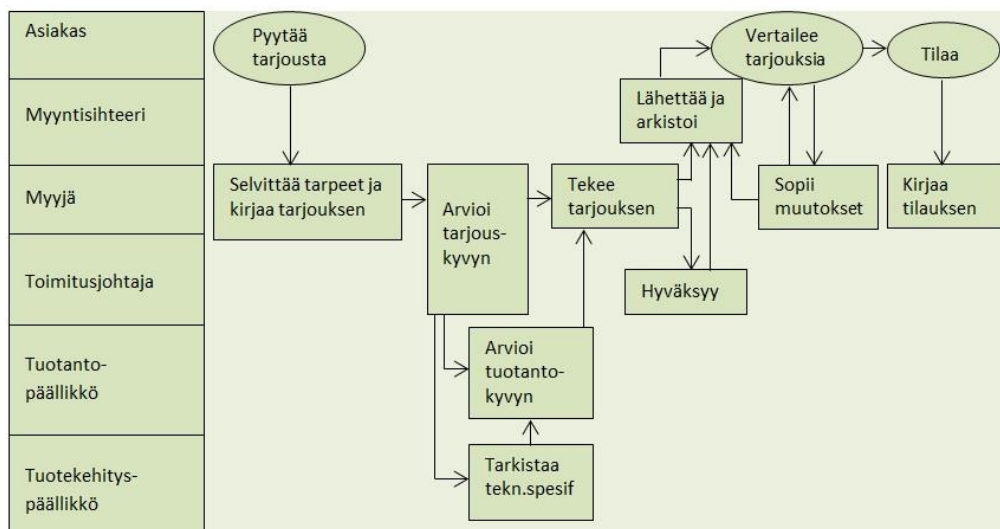 Asiakas
Pyytää
tarjousta
Vertailee
tarjouksia
Tilaa
Myyntisihteeri
Lähettää ja
arkistoi
Myyjä
Selvittää tarpeet ja
kirjaa tarjouksen
Arvioi
tarjous-
kyvyn
Tekee
tarjouksen
Sopii
muutokset
Kirjaa
tilauksen
Toimitusjohtaja
Hyväksyy
Tuotanto-
päällikkö
Arvioi
tuotanto-
kyvyn
Tuotekehitys-
päällikkö
Tarkistaa
tekn.spesif